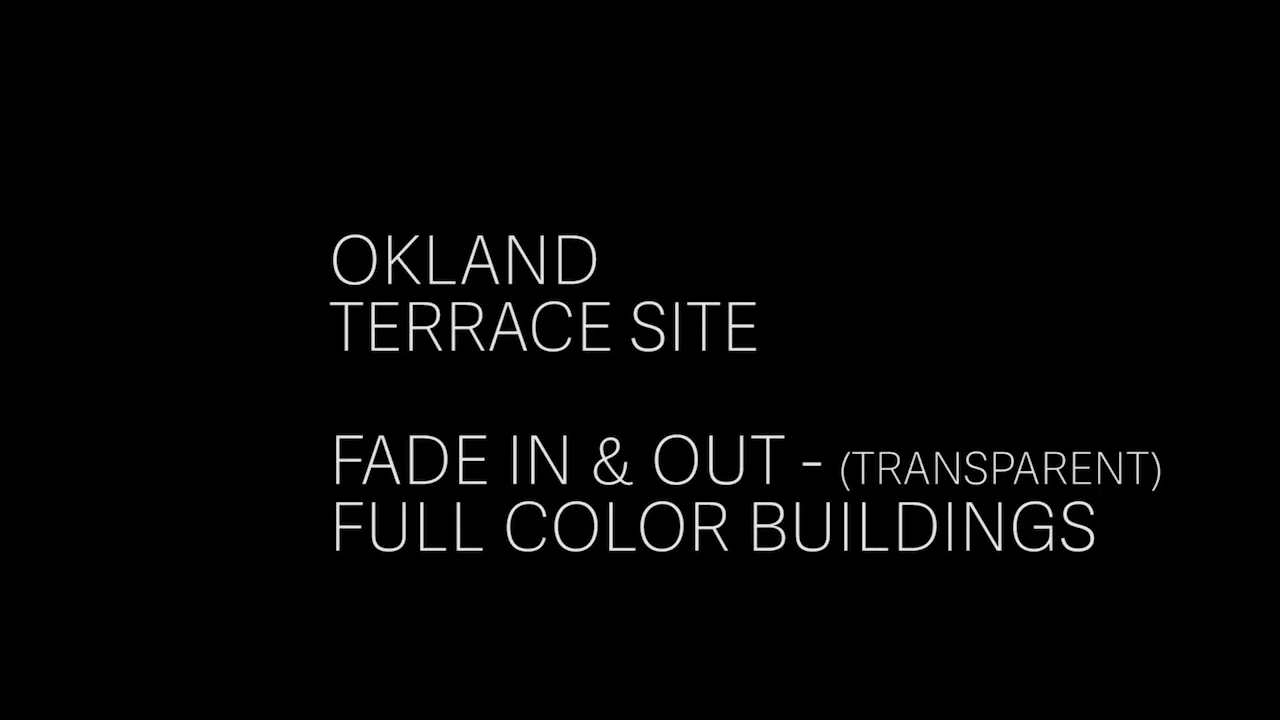 OKLAND
TERRACE SITE
FADE IN & OUT - (TRANSPARENT)
FULL COLOR BUILDINGS